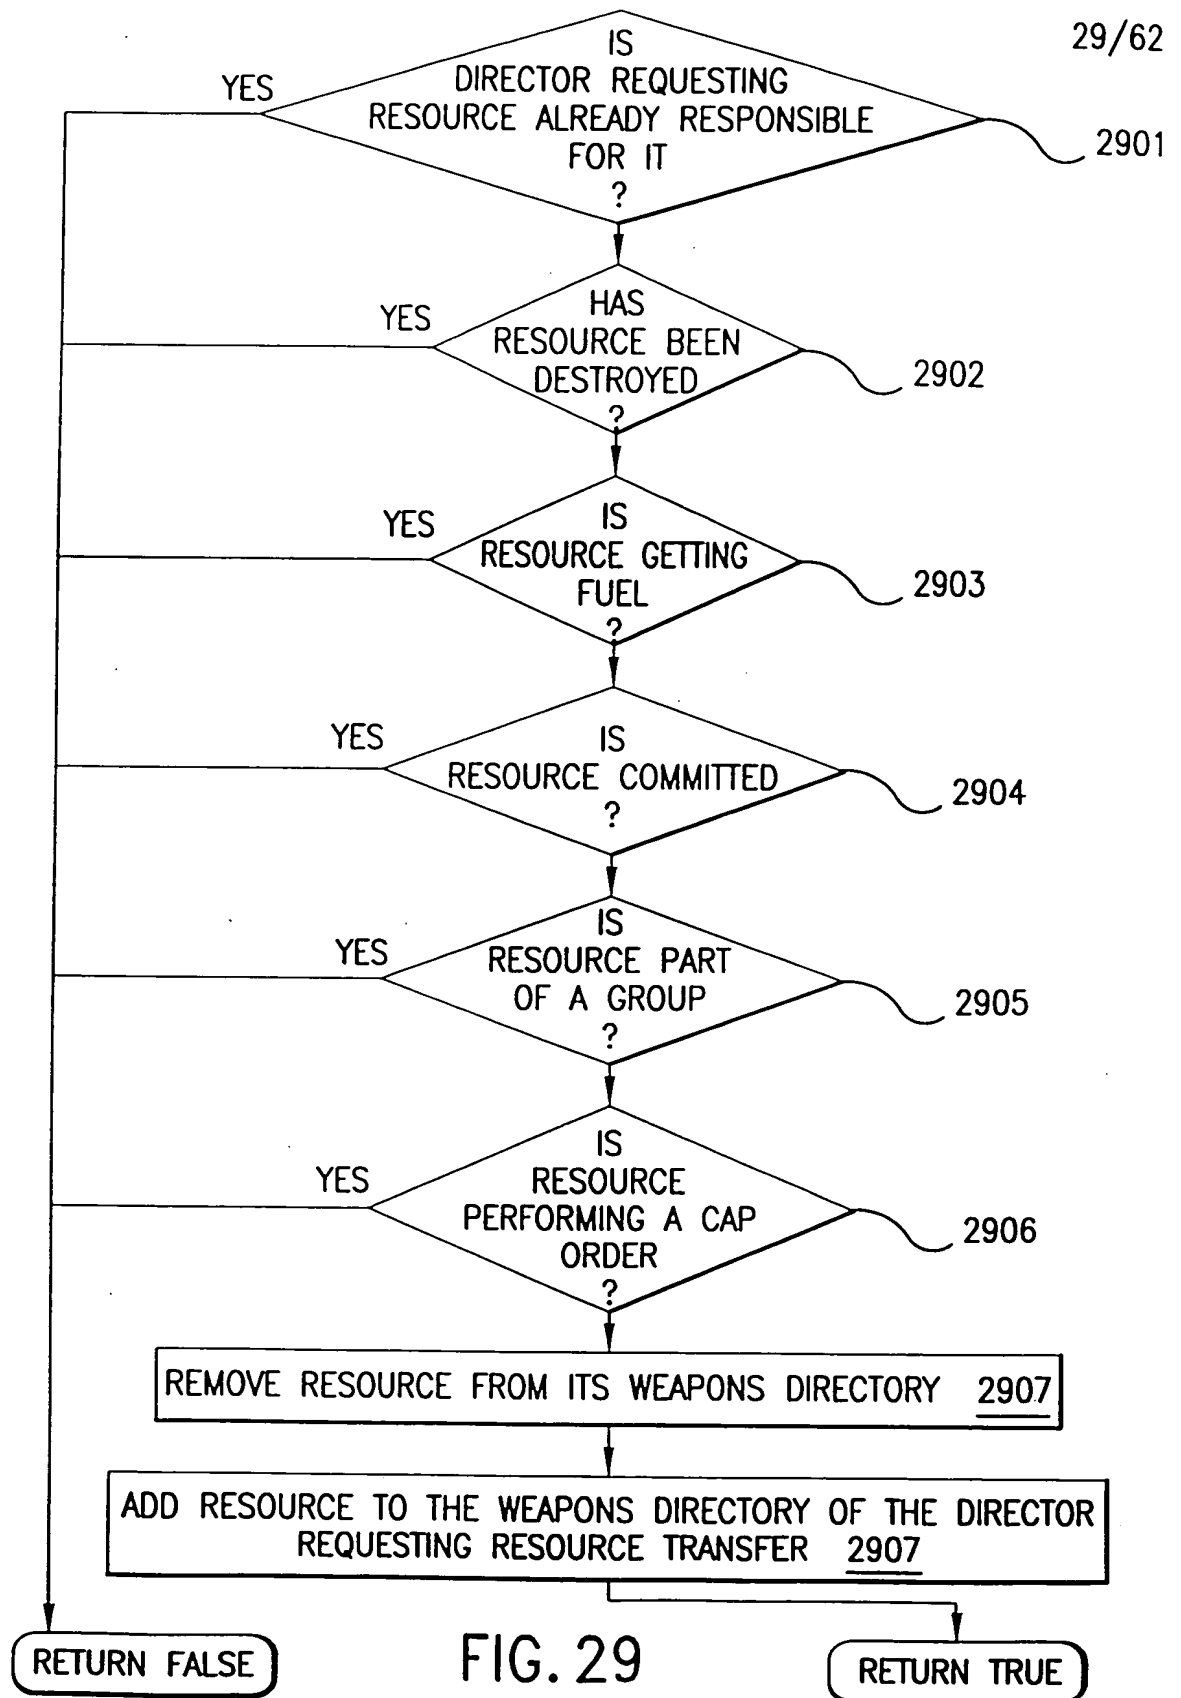 29/62
IS
DIRECTOR REQUESTING
RESOURCE ALREADY RESPONSIBLE
FOR IT
?
YES
2901
HAS
RESOURCE BEEN
DESTROYED
?
YES
2902
IS
RESOURCE GETTING
FUEL
?
YES
2903
IS
RESOURCE COMMITTED
?
YES
2904
IS
RESOURCE PART
OF A GROUP
?
YES
2905
IS
RESOURCE
PERFORMING A CAP
ORDER
?
YES
2906
REMOVE RESOURCE FROM ITS WEAPONS DIRECTORY 2907
ADD RESOURCE TO THE WEAPONS DIRECTORY OF THE DIRECTOR
REQUESTING RESOURCE TRANSFER 2907
RETURN FALSE
FIG. 29
RETURN TRUE